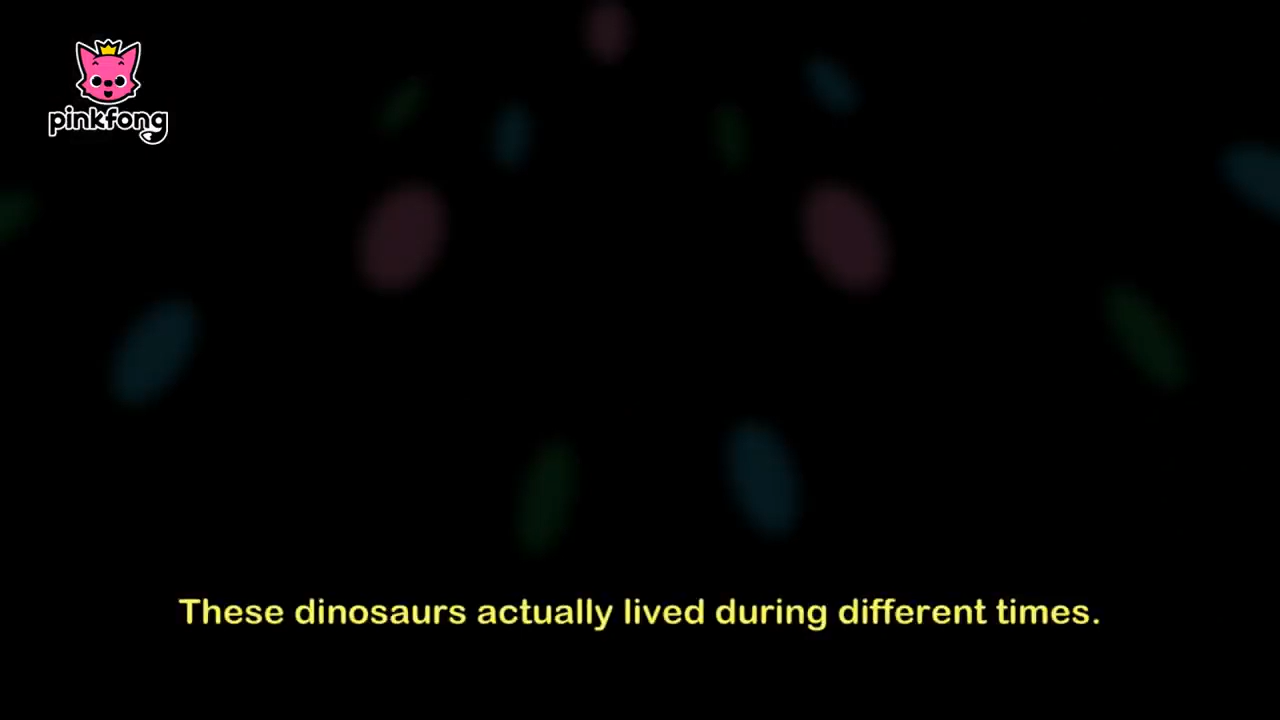 pinkfong
These dinosaurs actually lived during different times.